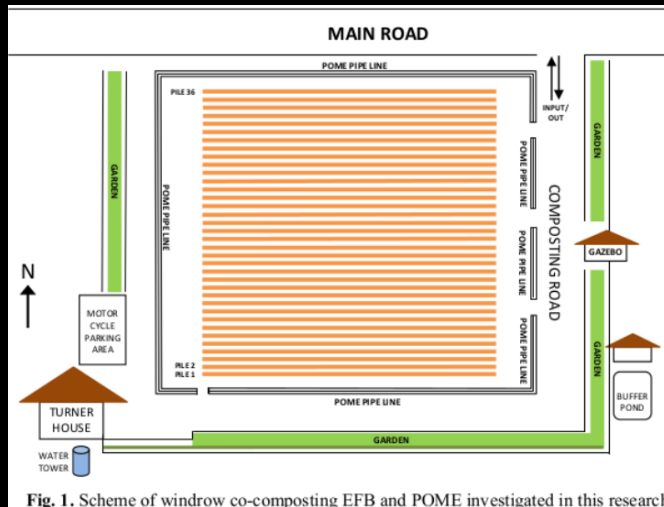 MAIN ROAD
POME PIPE LINE
PILE 36
INPUT/
OUT
GARDEN
GARDEN
POME PIPE LINE
POME PIPE LINE
COMPOSTING ROAD
POME PIPE LINE
GAZEBO
N
MOTOR
CYCLE
PARKING
AREA
POME PIPE LINE
PILE 2
PILE 1
POME PIPE LINE
TURNER
HOUSE
BUFFER
POND
GARDEN
GARDEN
WATER
TOWER
Fig. 1. Scheme of windrow co-composting EFB and POME investigated in this research